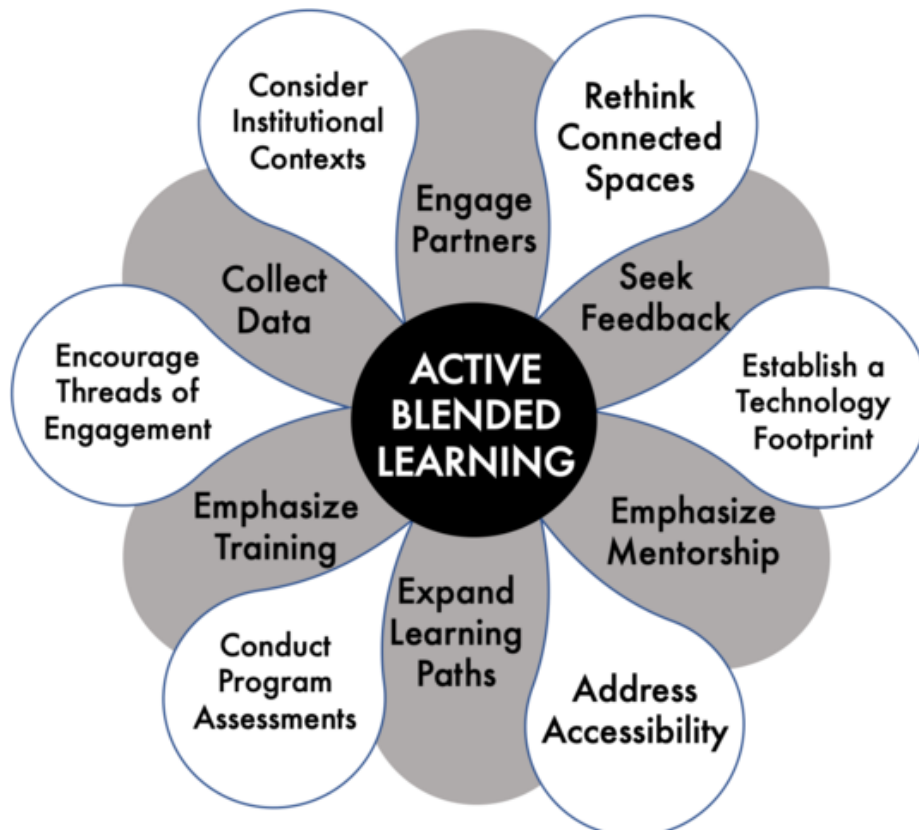 Consider
Institutional
Contexts
Rethink
Connected
Spaces
Engage
Partners
Collect
Data
Seek
Feedback
Encourage
Threads of
Engagement
ACTIVE
BLENDED
LEARNING
Establish a
Technology
Footprint
Emphasize
Training
Emphasize
Mentorship
Expand
Learning
Paths
Conduct
Program
Assessments
Address
Accessibility